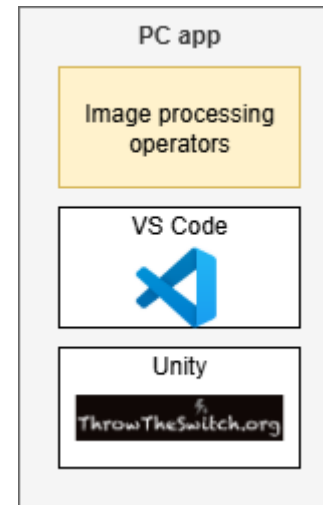 PC app
Image processing
operators
VS Code
Unity
ThrowTheSwitch.org